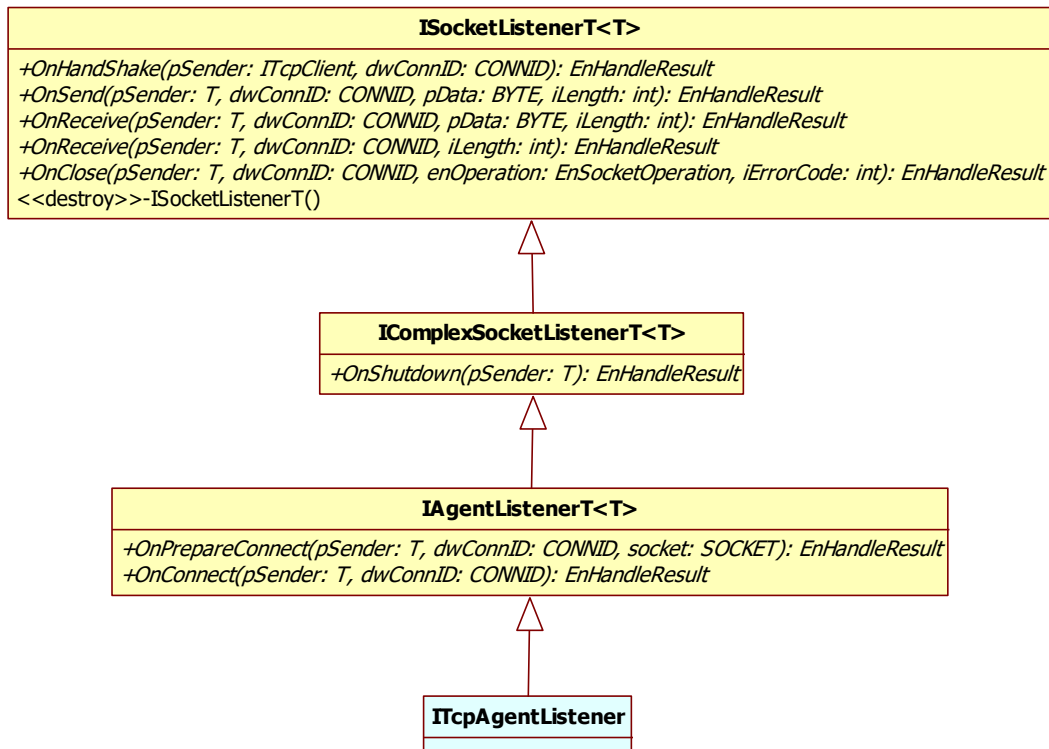 ISocketListenerT<T>
+OnHandShake(pSender: ITcpClient, dwConnID: CONNID): EnHandleResult
+OnSend(pSender: T, dwConnID: CONNID, pData: BYTE, iLength: int): EnHandleResult
+OnReceive(pSender: T, dwConnID: CONNID, pData: BYTE, iLength: int): EnHandleResult
+OnReceive(pSender: T, dwConnID: CONNID, iLength: int): EnHandleResult
+OnClose(pSender: T, dwConnID: CONNID, enOperation: EnSocketOperation, iErrorCode: int): EnHandleResult
<<destroy>>-ISocketListenerT()
IComplexSocketListenerT<T>
+OnShutdown(pSender: T): EnHandleResult
IAgentListenerT<T>
+OnPrepareConnect(pSender: T, dwConnID: CONNID, socket: SOCKET): EnHandleResult
+OnConnect(pSender: T, dwConnID: CONNID): EnHandleResult
ITcpAgentListener